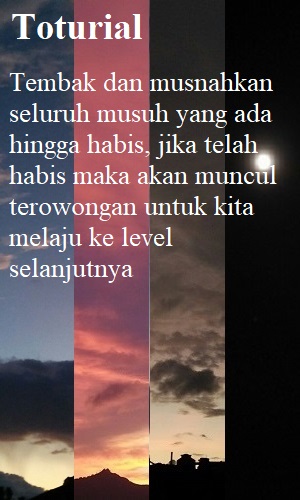 Toturial
Tembak dan musnahkan
seluruh musuh yang ada
hingga habis, jika telah
habis maka akan muncul
terowongan untuk kita
melaju ke level
selanjutnya